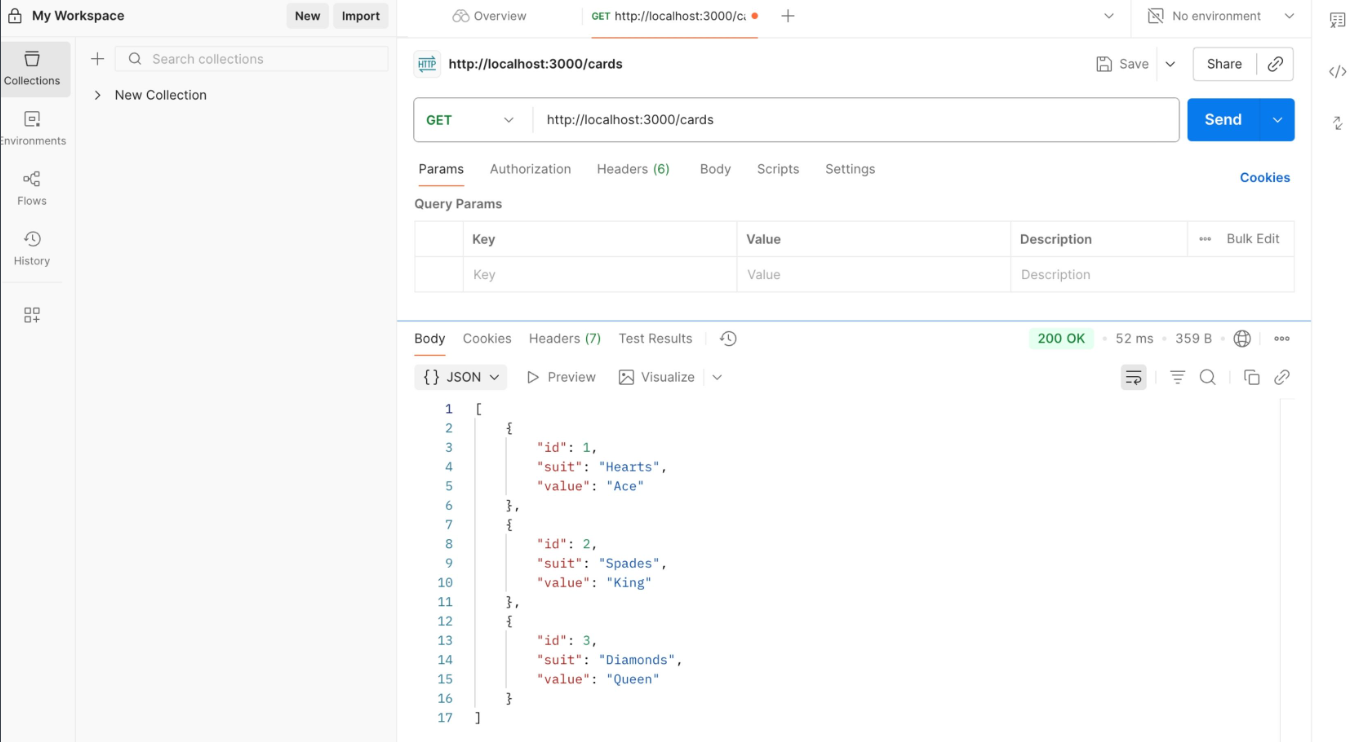 My Workspace
New
Import
Overview
GET http://localhost:3000/ca
No environment
Collections
Search collections
New Collection
Environments
Flows
History
HTTP
http://localhost:3000/cards
Save
Share
GET
http://localhost:3000/cards
Send
Params
Authorization
Headers (6)
Body
Scripts
Settings
Cookies
Query Params
Key
Value
Description
Bulk Edit
Key
Value
Description
Body
Cookies
Headers (7)
Test Results
200 OK
52 ms
359 B
{} JSON
Preview
Visualize
1 [
2 {
3 "id": 1,
4 "suit": "Hearts",
5 "value": "Ace"
6 },
7 {
8 "id": 2,
9 "suit": "Spades",
10 "value": "King"
11 },
12 {
13 "id": 3,
14 "suit": "Diamonds",
15 "value": "Queen"
16 }
17 ]